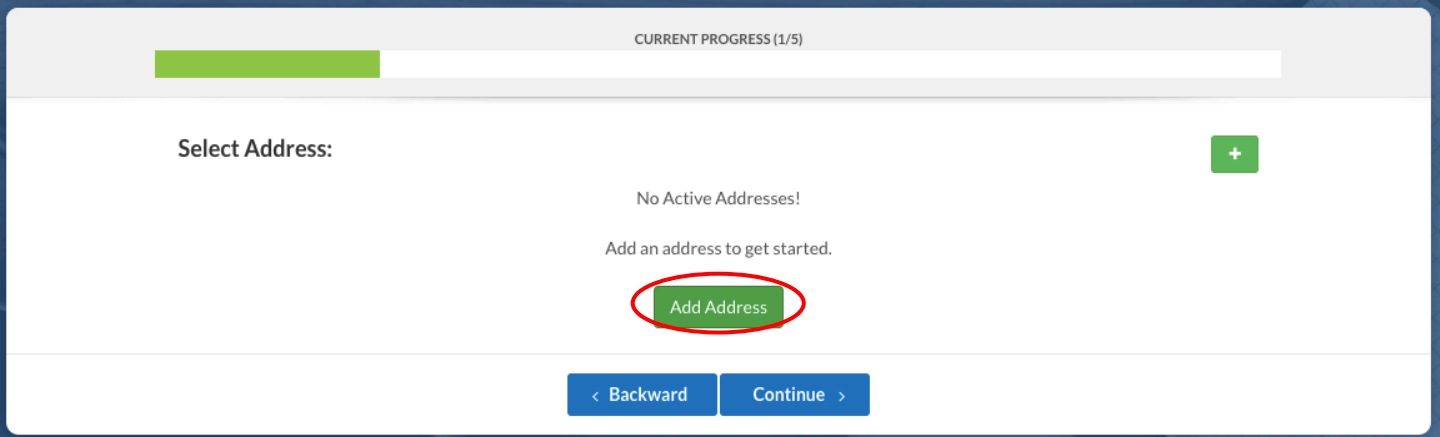 CURRENT PROGRESS (1/5)
Select Address:
+
No Active Addresses!
Add an address to get started.
Add Address
‹ Backward
Continue ›